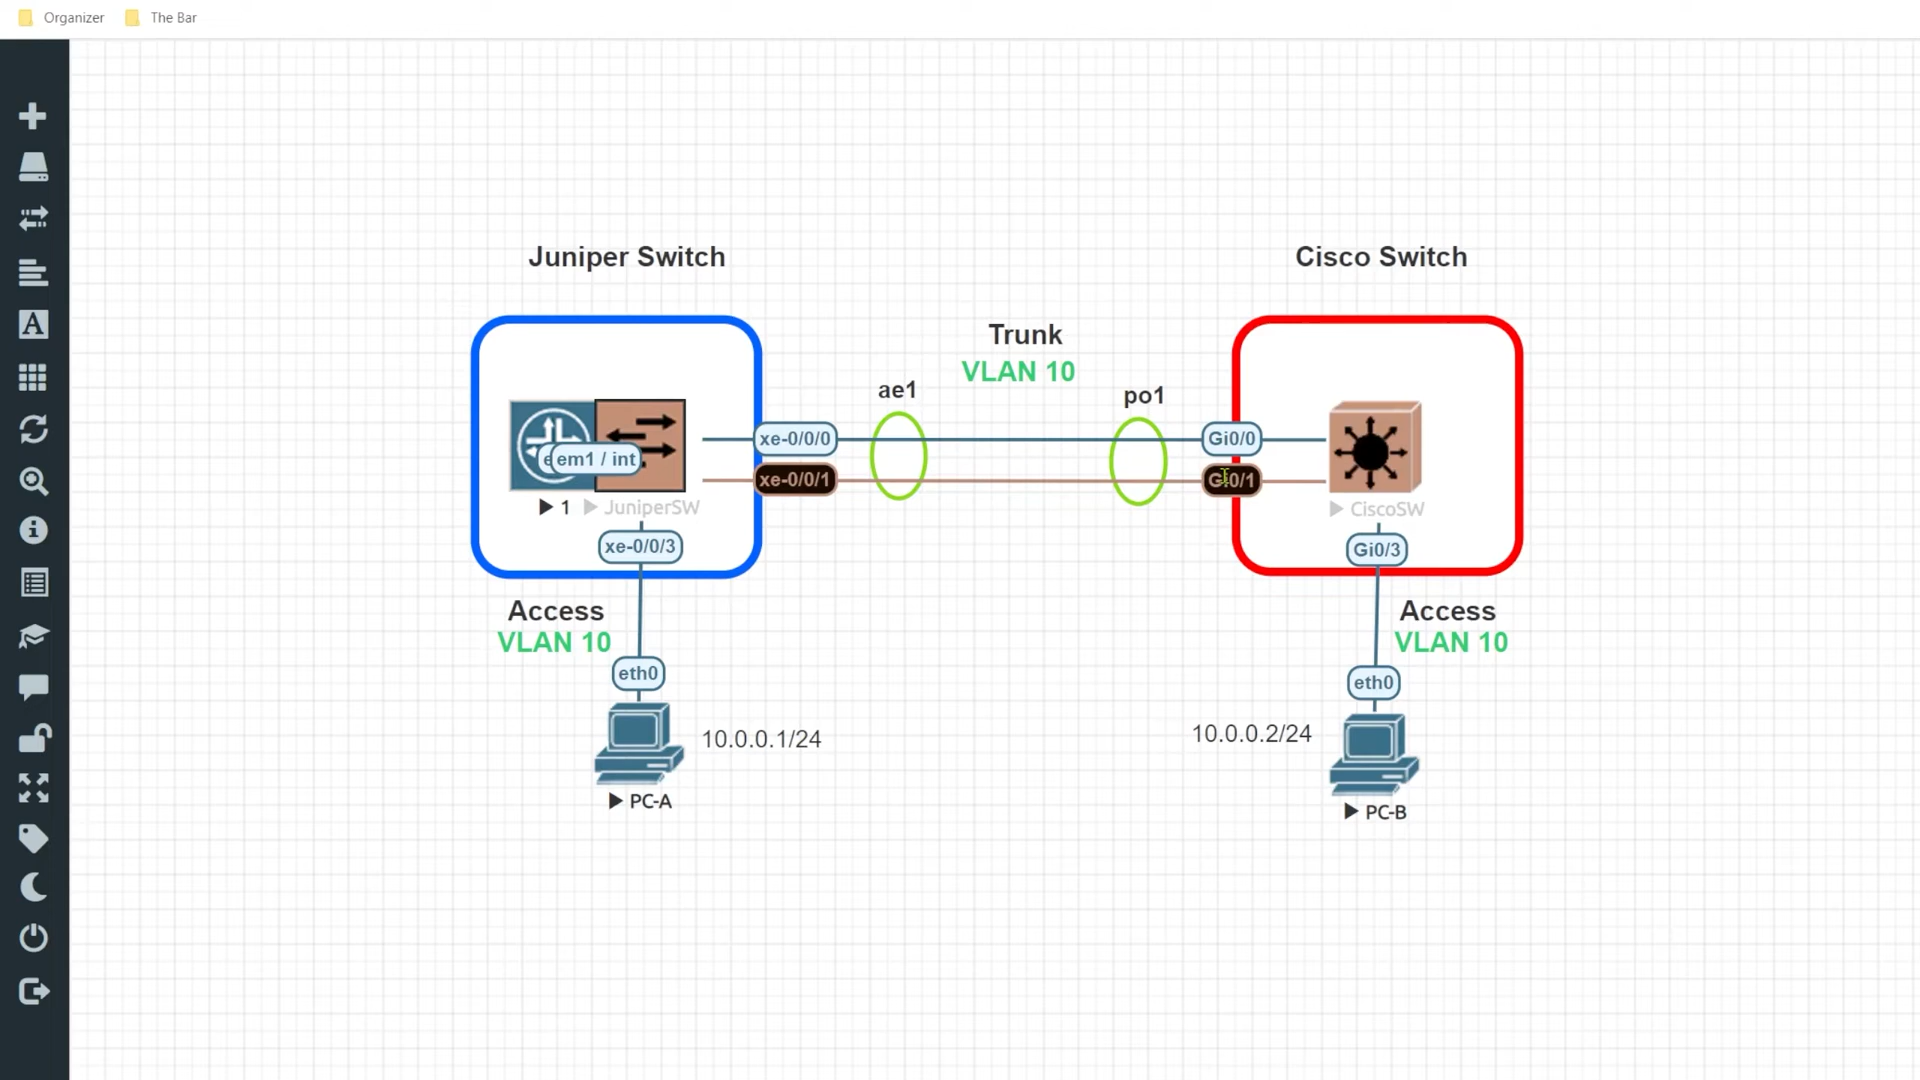 Organizer
The Bar
Juniper Switch
Cisco Switch
Trunk
VLAN 10
ae1
po1
xe-0/0/0
Gi0/0
em1 / int
xe-0/0/1
Gi0/1
1
JuniperSW
CiscoSW
xe-0/0/3
Gi0/3
Access
VLAN 10
Access
VLAN 10
eth0
eth0
10.0.0.1/24
10.0.0.2/24
PC-A
PC-B